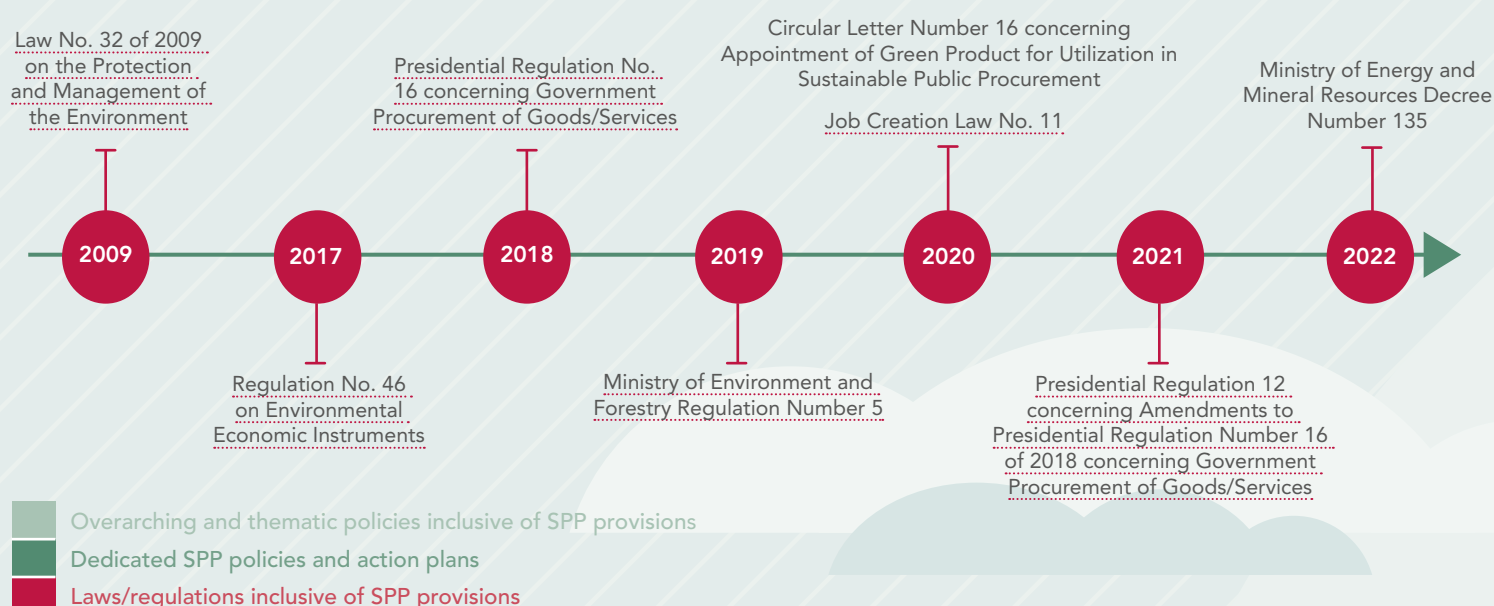 Law No. 32 of 2009
on the Protection
and Management of
the Environment
Presidential Regulation No.
16 concerning Government
Procurement of Goods/Services
Circular Letter Number 16 concerning
Appointment of Green Product for Utilization in
Sustainable Public Procurement
Job Creation Law No. 11
Ministry of Energy and
Mineral Resources Decree
Number 135
2009
2017
2018
2019
2020
2021
2022
Regulation No. 46
on Environmental
Economic Instruments
Ministry of Environment and
Forestry Regulation Number 5
Presidential Regulation 12
concerning Amendments to
Presidential Regulation Number 16
of 2018 concerning Government
Procurement of Goods/Services
Overarching and thematic policies inclusive of SPP provisions
Dedicated SPP policies and action plans
Laws/regulations inclusive of SPP provisions